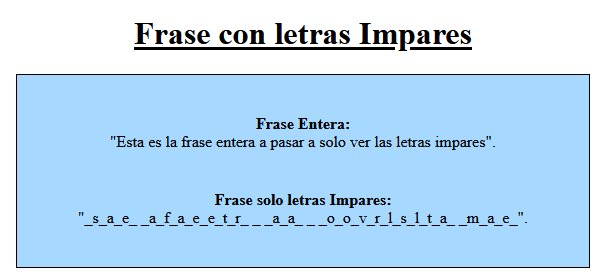 Frase con letras Impares
Frase Entera:
"Esta es la frase entera a pasar a solo ver las letras impares".
Frase solo letras Impares:
"_s_a_e_ _a_f_a_e_e_t_r_ _ _a_a_ _ _o_o_v_r_l_s_l_t_a_ _m_a_e_".